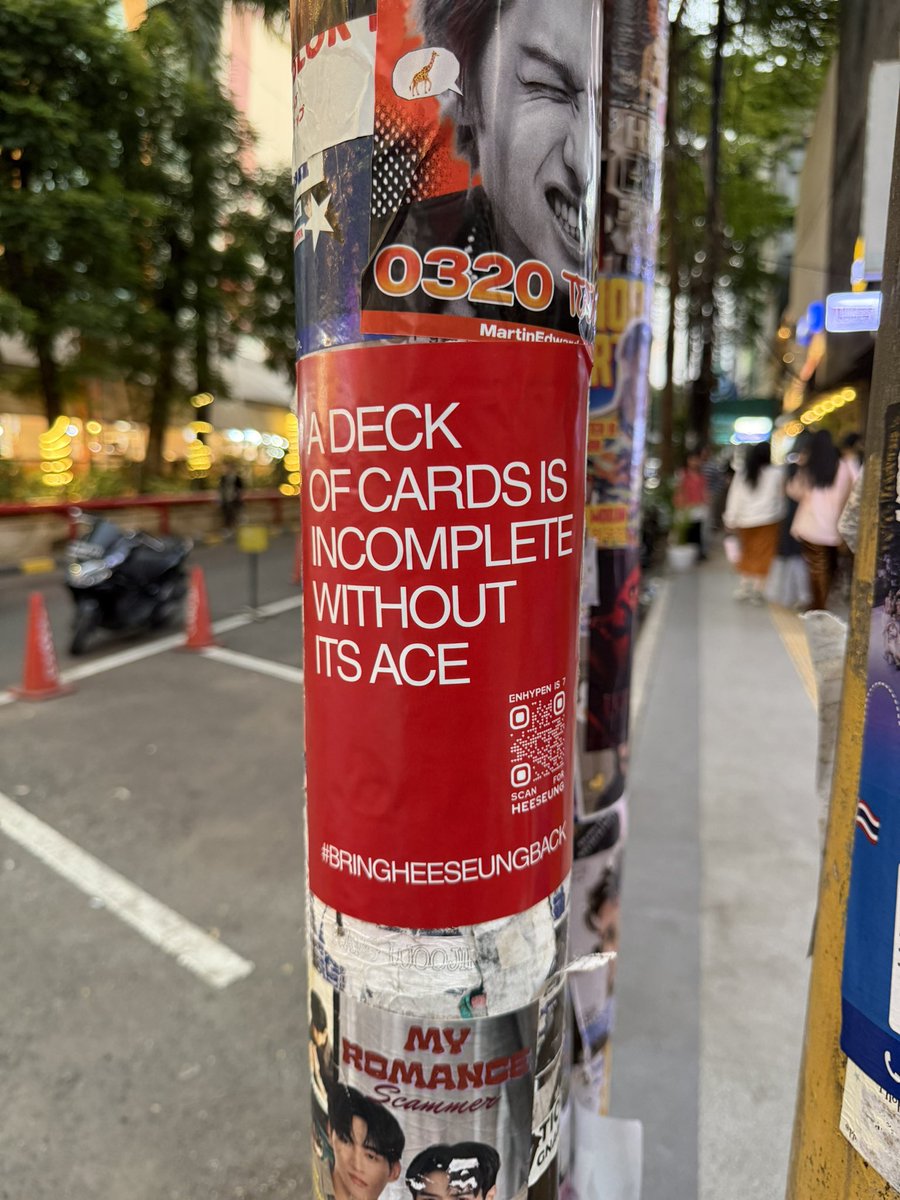 0320
MartinEdwar
A DECK
OF CARDS IS
INCOMPLETE
WITHOUT
ITS ACE
ENHYPEN IS 7
SCAN FOR
HEESEUNG
#BRINGHEESEUNGBACK
MY
ROMANCE
Scammer